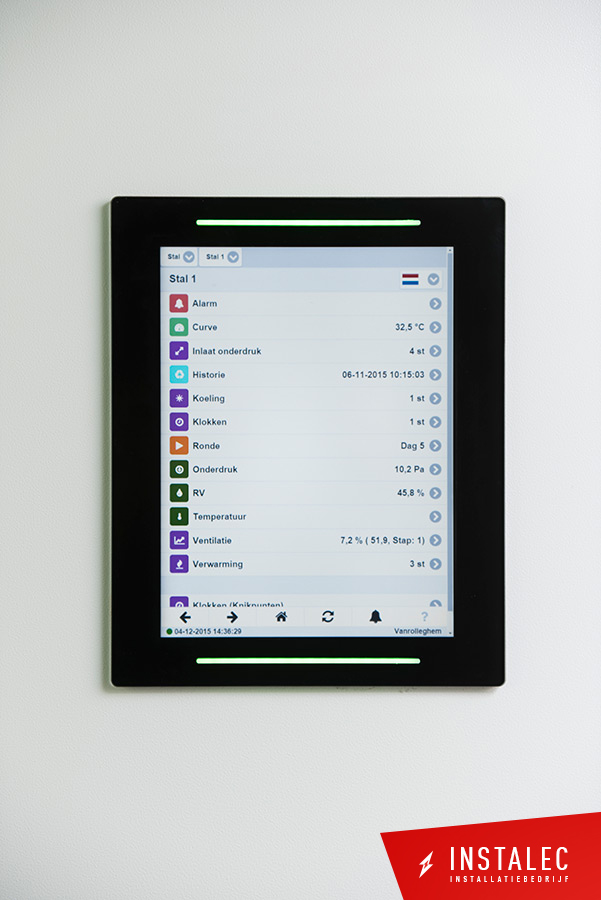 Stal Stal 1
Stal 1
Alarm
Curve 32,5 °C
Inlaat onderdruk 4 st
Historie 06-11-2015 10:15:03
Koeling 1 st
Klokken 1 st
Ronde Dag 5
Onderdruk 10,2 Pa
RV 45,8 %
Temperatuur
Ventilatie 7,2 % ( 51,9, Stap: 1)
Verwarming 3 st
Klokken (Knikpunten)
?
04-12-2015 14:36:29 Vanrolleghem
INSTALEC
INSTALLATIEBEDRIJF